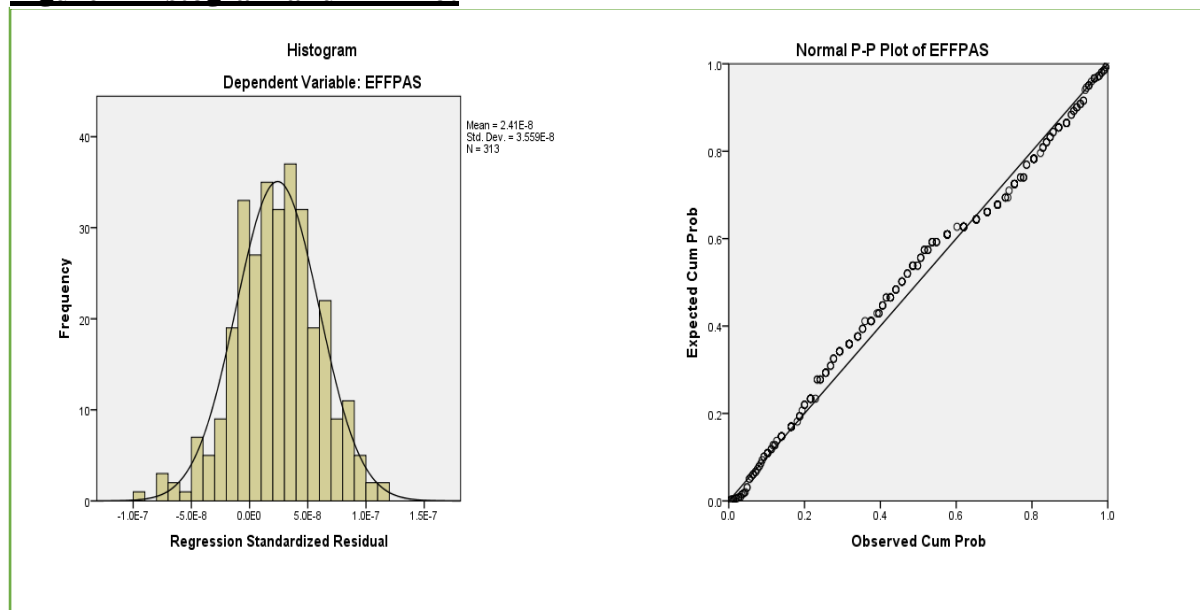 Histogram
Dependent Variable: EFFPAS
Mean = 2.41E-8
Std. Dev. = 3.559E-8
N = 313
40
30
20
10
0
Frequency
-1.0E-7 -5.0E-8 0.0E0 5.0E-8 1.0E-7 1.5E-7
Regression Standardized Residual
Normal P-P Plot of EFFPAS
1.0
0.8
0.6
0.4
0.2
0.0
Expected Cum Prob
0.0 0.2 0.4 0.6 0.8 1.0
Observed Cum Prob